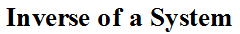 Inverse of a System